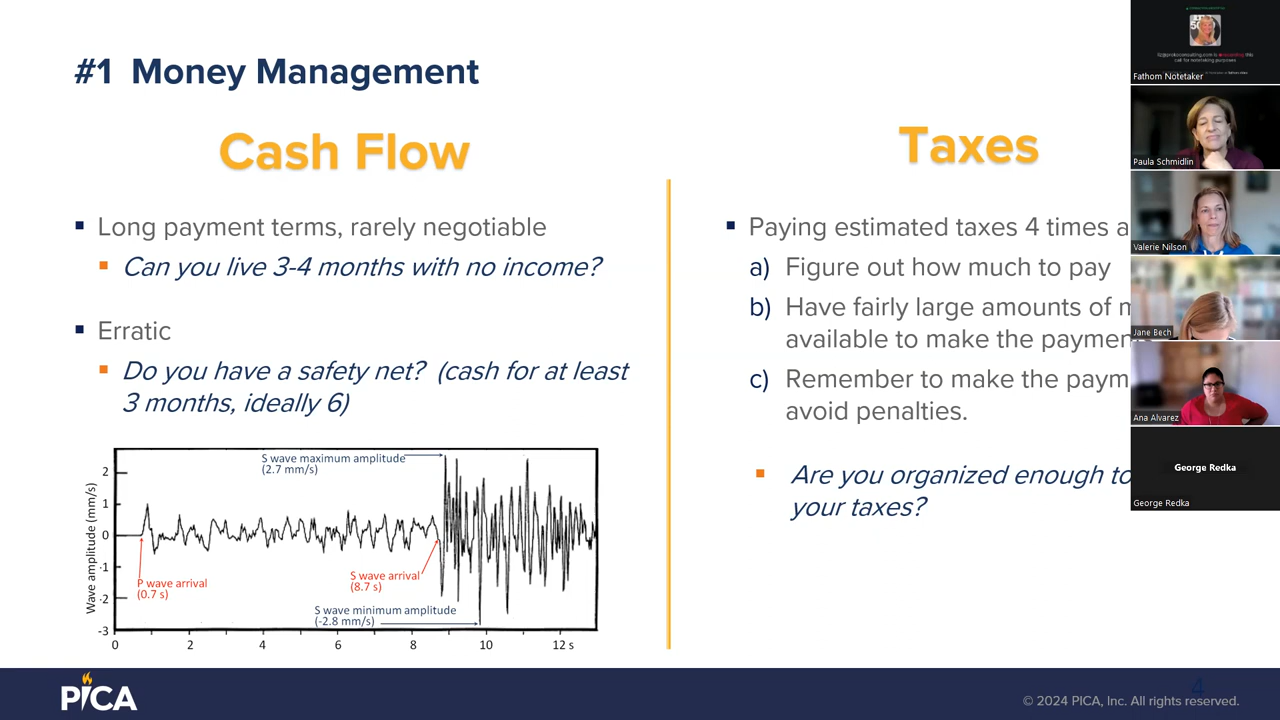 #1 Money Management
Cash Flow
Long payment terms, rarely negotiable
Can you live 3-4 months with no income?
Erratic
Do you have a safety net? (cash for at least
3 months, ideally 6)
S wave maximum amplitude
(2.7 mm/s)
Wave amplitude (mm/s)
2
1
0
-1
-2
-3
P wave arrival
(0.7 s)
S wave arrival
(8.7 s)
S wave minimum amplitude
(-2.8 mm/s)
0 2 4 6 8 10 12 s
Taxes
Paying estimated taxes 4 times a
a) Figure out how much to pay
b) Have fairly large amounts of
available to make the
c) Remember to make the
avoid penalties.
Are you organized enough to
your taxes?
Fathom Notetaker
Paula Schmidlin
Valerie Nilson
Jane Bech
Ana Alvarez
George Redka
George Redka
PICA
4
© 2024 PICA, Inc. All rights reserved.